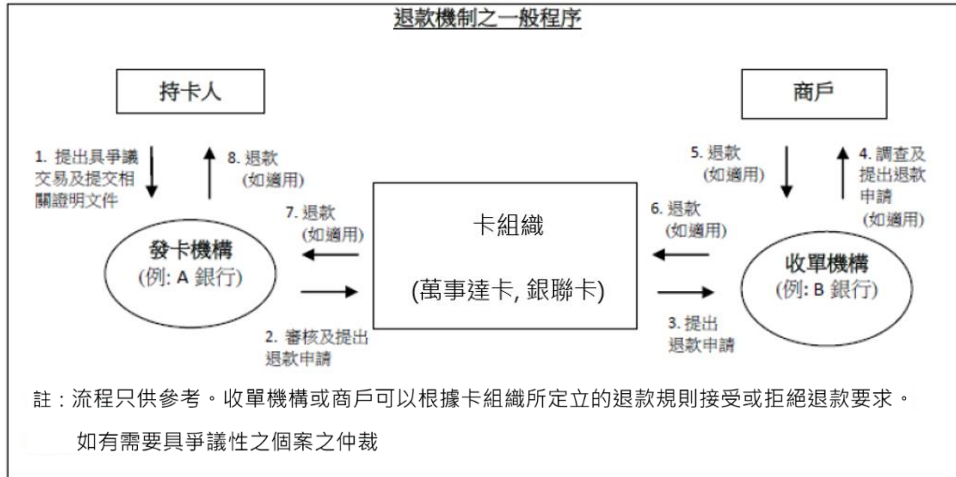 退款機制之一般程序
持卡人
商戶
1. 提出具爭議
交易及提交相
關證明文件
8. 退款
(如適用)
5. 退款
(如適用)
4. 調查及
提出退款
申請
(如適用)
7. 退款
(如適用)
卡組織
(萬事達卡, 銀聯卡)
6. 退款
(如適用)
發卡機構
(例: A 銀行)
收單機構
(例: B 銀行)
2. 審核及提出
退款申請
3. 提出
退款申請
註：流程只供參考。收單機構或商戶可以根據卡組織所定立的退款規則接受或拒絕退款要求。
如有需要具爭議性之個案之仲裁